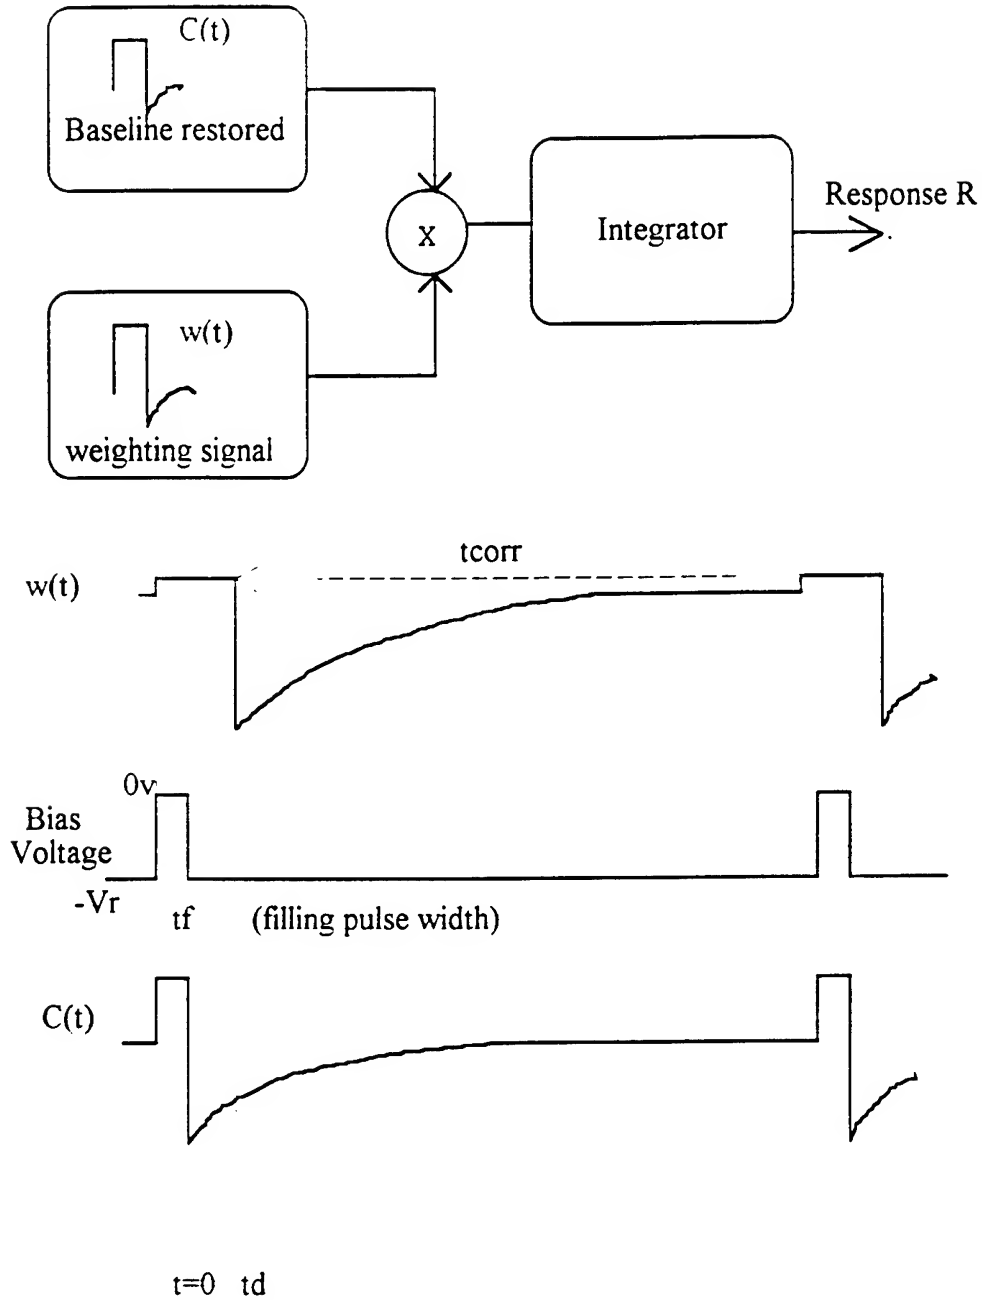 C(t)
Baseline restored
X
Integrator
Response R
w(t)
weighting signal
tcorr
w(t)
0v
Bias
Voltage
-Vr
tf (filling pulse width)
C(t)
t=0 td